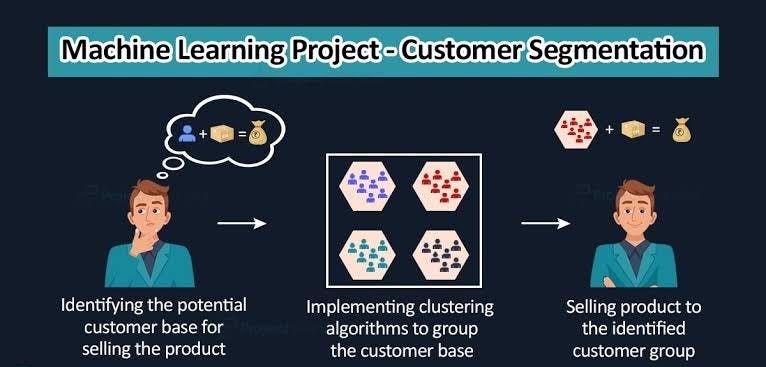 Machine Learning Project - Customer Segmentation
Identifying the potential
customer base for
selling the product
Implementing clustering
algorithms to group
the customer base
Selling product to
the identified
customer group